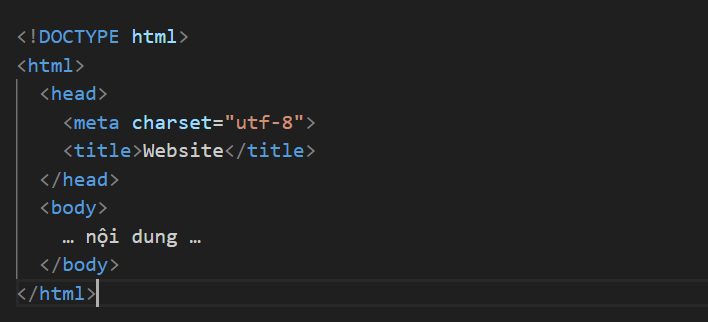 <!DOCTYPE html>
<html>
<head>
<meta charset="utf-8">
<title>Website</title>
</head>
<body>
… nội dung …
</body>
</html>